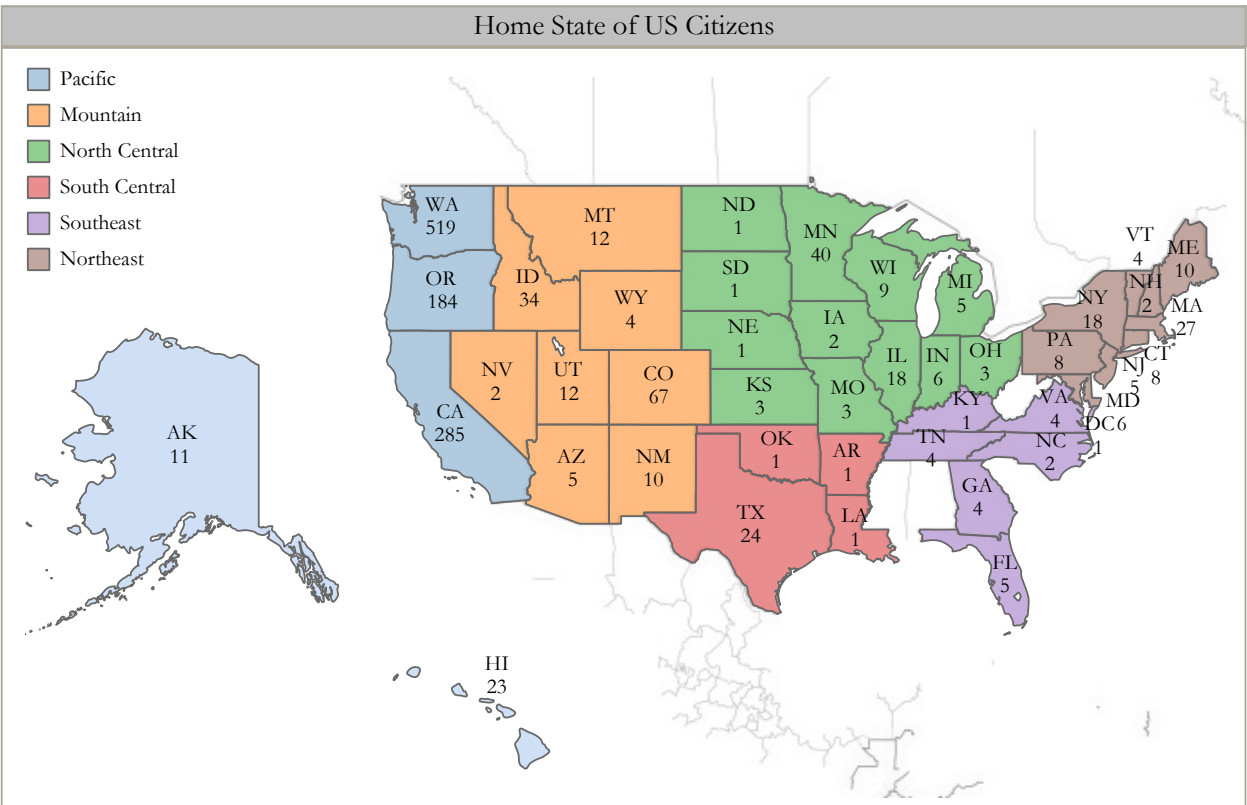 Home State of US Citizens
Pacific
Mountain
North Central
South Central
Southeast
Northeast
WA
519
OR
184
CA
285
AK
11
HI
23
MT
12
ID
34
WY
4
NV
2
UT
12
CO
67
AZ
5
NM
10
ND
1
SD
1
NE
1
KS
3
MN
40
IA
2
MO
3
WI
9
IL
18
MI
5
IN
6
OH
3
OK
1
TX
24
AR
1
LA
1
KY
1
TN
4
VA
4
NC
2
GA
4
FL
5
VT
4
ME
10
NH
2
MA
27
NY
18
CT
8
PA
8
NJ
5
MD
6
DC
1